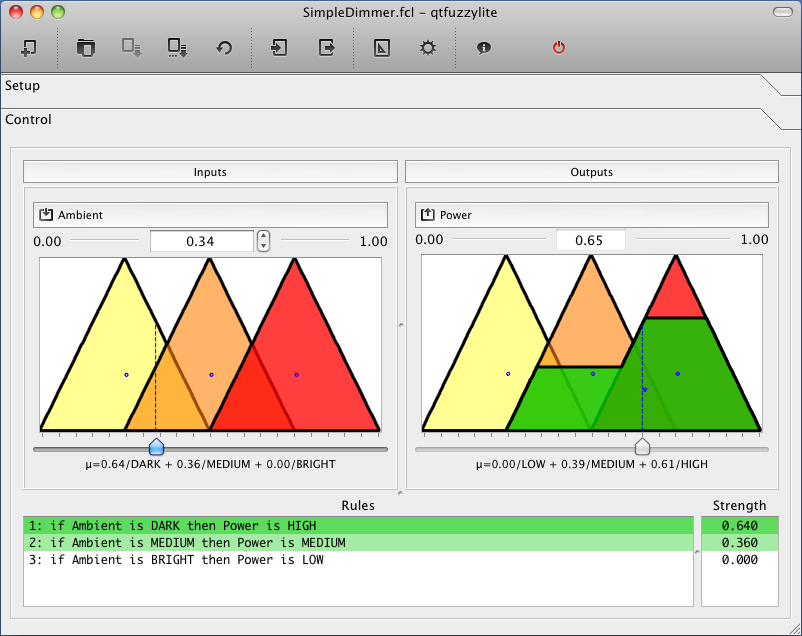 SimpleDimmer.fcl - qtfuzzylite
Setup
Control
Inputs
Outputs
Ambient
Power
0.00 0.34 1.00
0.00 0.65 1.00
µ=0.64/DARK + 0.36/MEDIUM + 0.00/BRIGHT
µ=0.00/LOW + 0.39/MEDIUM + 0.61/HIGH
Rules
Strength
1: if Ambient is DARK then Power is HIGH
0.640
2: if Ambient is MEDIUM then Power is MEDIUM
0.360
3: if Ambient is BRIGHT then Power is LOW
0.000